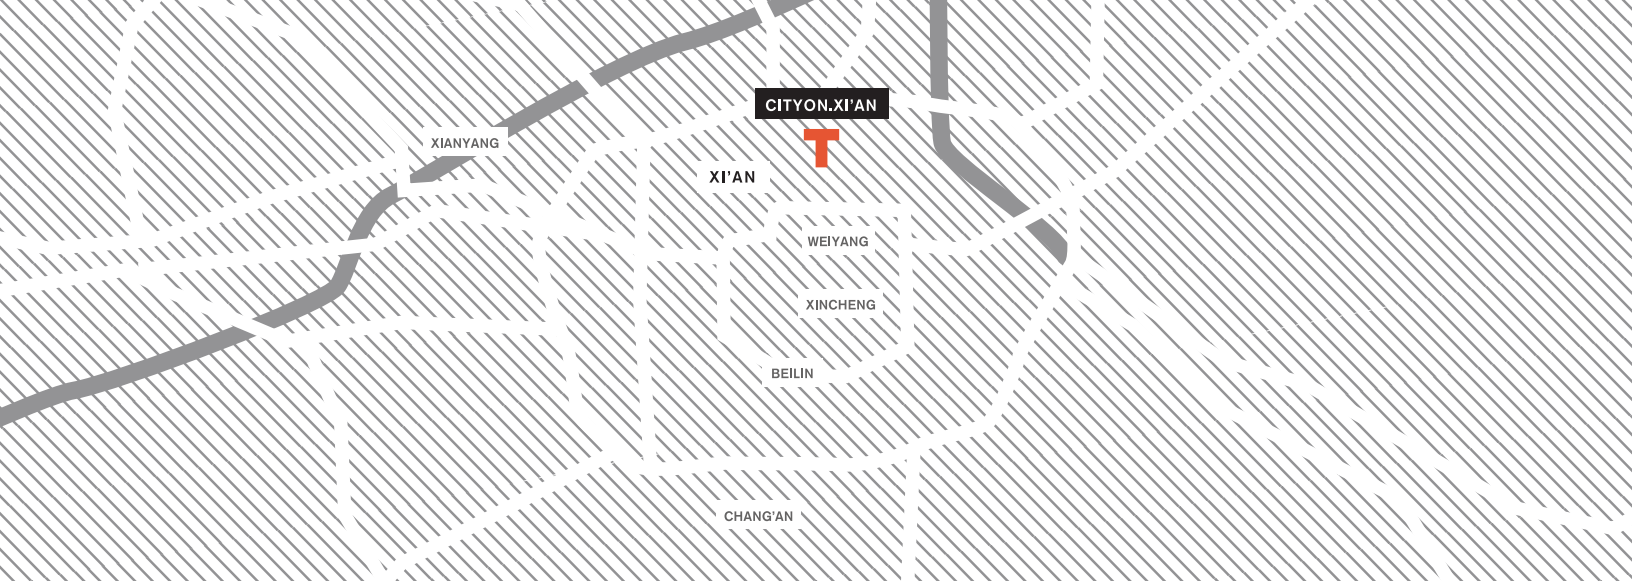 CITYON.XI'AN
XIANYANG
XI'AN
WEIYANG
XINCHENG
BEILIN
CHANG'AN